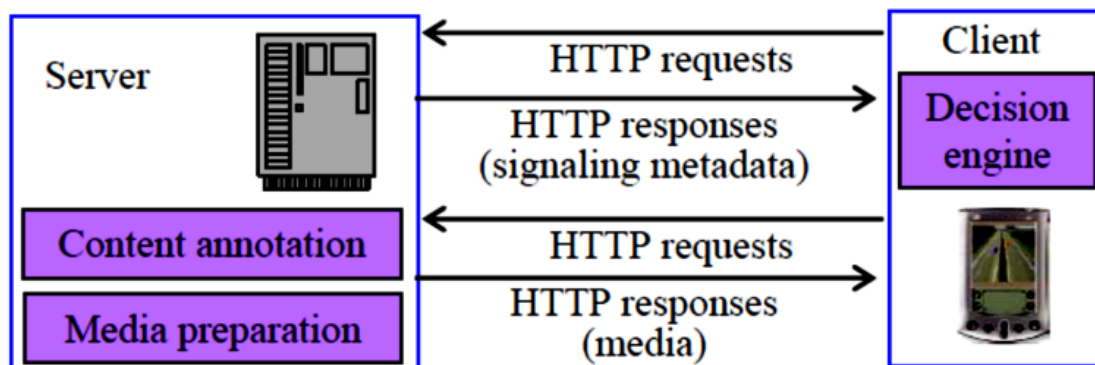 Server
Content annotation
Media preparation
HTTP requests
HTTP responses
(signaling metadata)
HTTP requests
HTTP responses
(media)
Client
Decision
engine